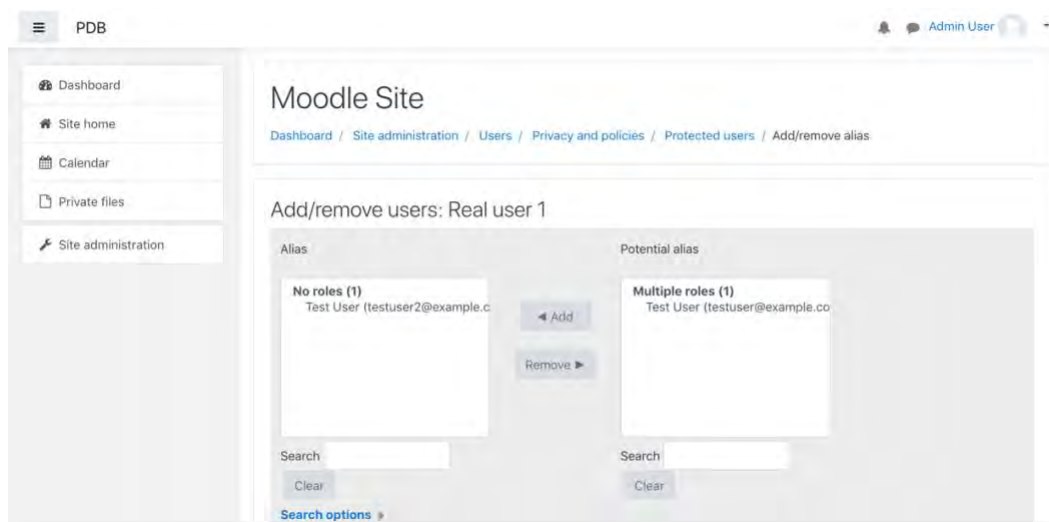 PDB
Admin User
Dashboard
Site home
Calendar
Private files
Site administration
Moodle Site
Dashboard / Site administration / Users / Privacy and policies / Protected users / Add/remove alias
Add/remove users: Real user 1
Alias
No roles (1)
Test User (testuser2@example.c
◄ Add
Remove ►
Search
Clear
Search options
Potential alias
Multiple roles (1)
Test User (testuser@example.co
Search
Clear